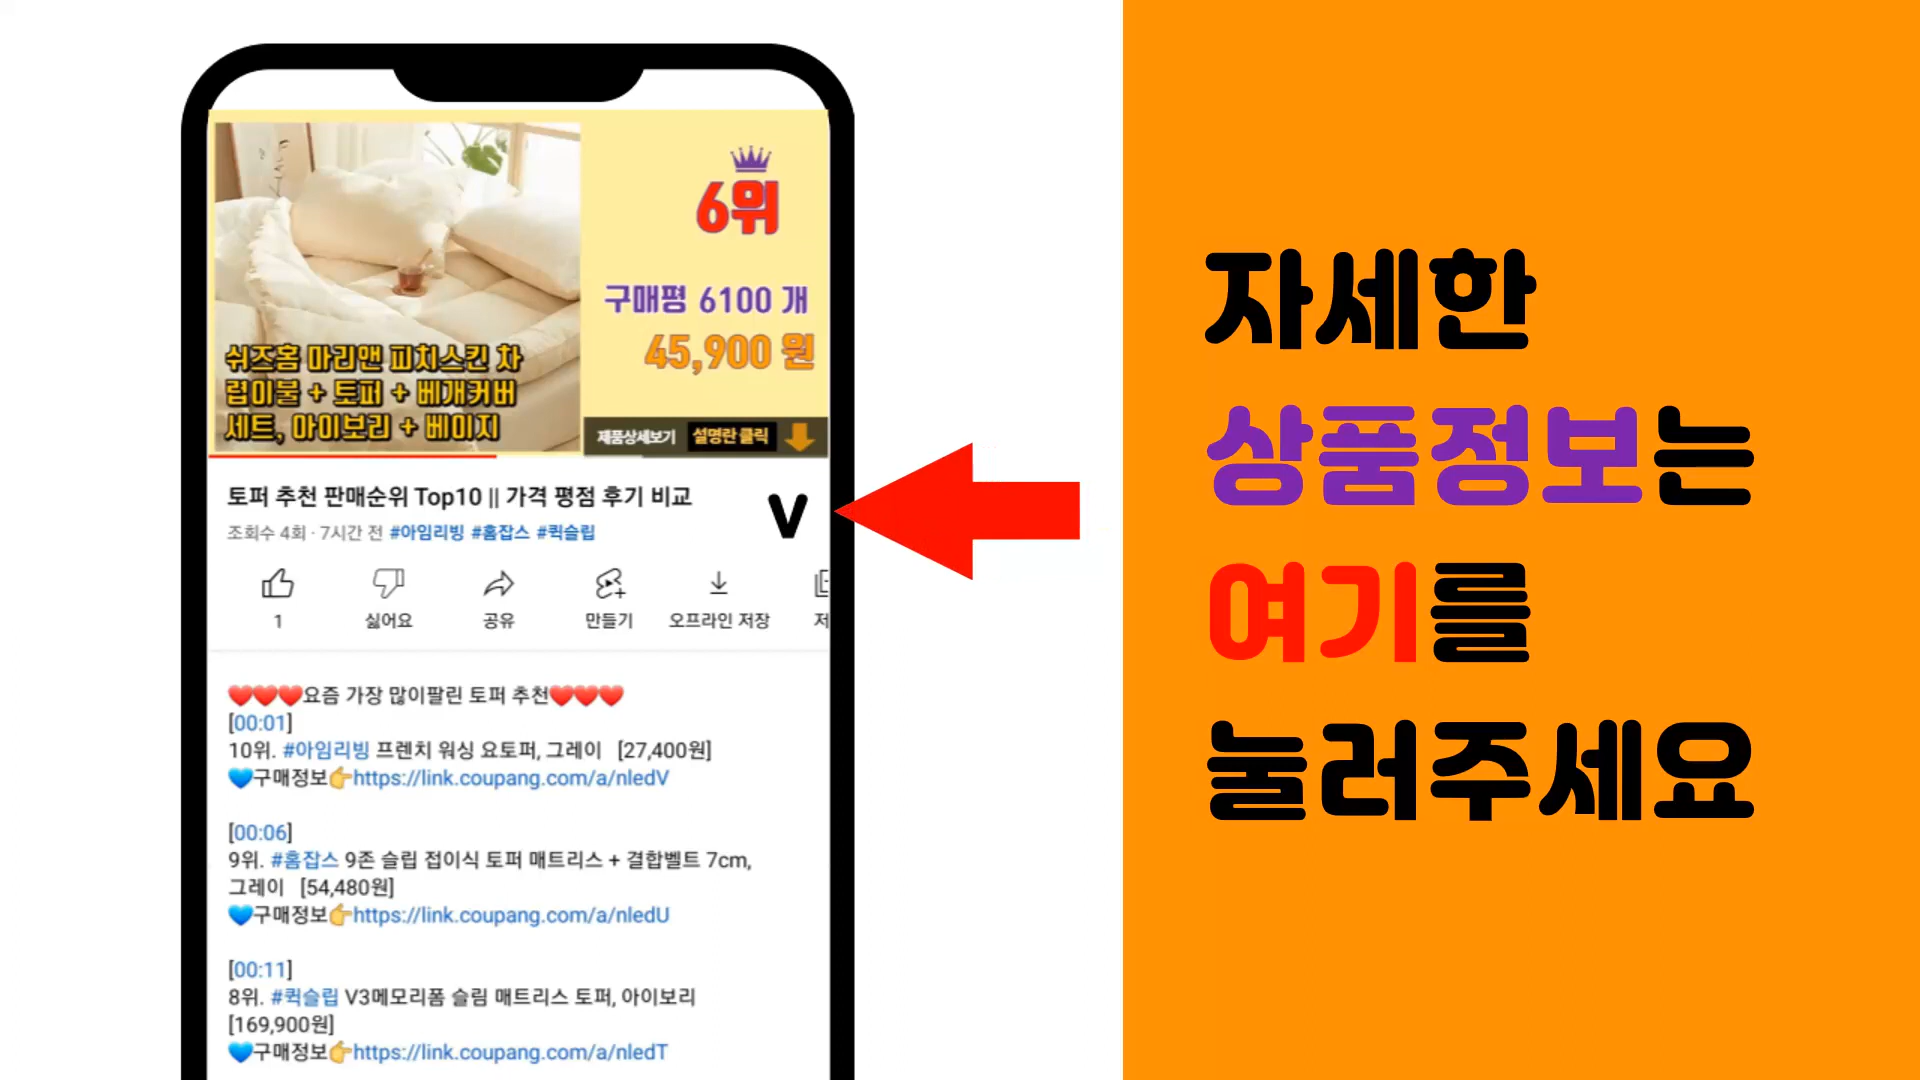 6위
구매평 6100 개
45,900 원
쉬즈홈 마리앤 피치스킨 차
렵이불 + 토퍼 + 베개커버
세트, 아이보리 + 베이지
제품상세보기 설명란 클릭
토퍼 추천 판매순위 Top10 || 가격 평점 후기 비교
V
조회수 4회 · 7시간 전 #아임리빙 #홈잡스 #퀵슬립
1 싫어요 공유 만들기 오프라인 저장 저
❤️❤️❤️요즘 가장 많이팔린 토퍼 추천❤️❤️❤️
[00:01]
10위. #아임리빙 프렌치 워싱 요토퍼, 그레이 [27,400원]
💙구매정보👉https://link.coupang.com/a/nledV
[00:06]
9위. #홈잡스 9존 슬립 접이식 토퍼 매트리스 + 결합벨트 7cm,
그레이 [54,480원]
💙구매정보👉https://link.coupang.com/a/nledU
[00:11]
8위. #퀵슬립 V3메모리폼 슬림 매트리스 토퍼, 아이보리
[169,900원]
💙구매정보👉https://link.coupang.com/a/nledT
자세한
상품정보는
여기를
눌러주세요